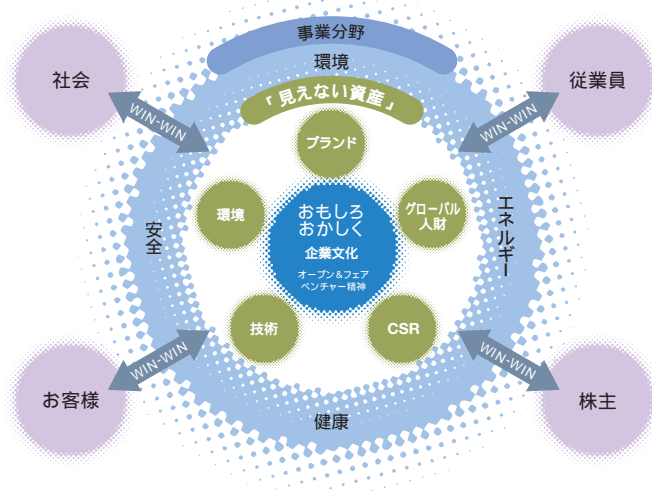 事業分野
環境
「見えない資産」
社会
従業員
WIN-WIN
WIN-WIN
ブランド
環境
グローバル
人財
おもしろ
おかしく
企業文化
オープン&フェア
ベンチャー精神
安全
エネルギー
技術
CSR
WIN-WIN
WIN-WIN
お客様
株主
健康